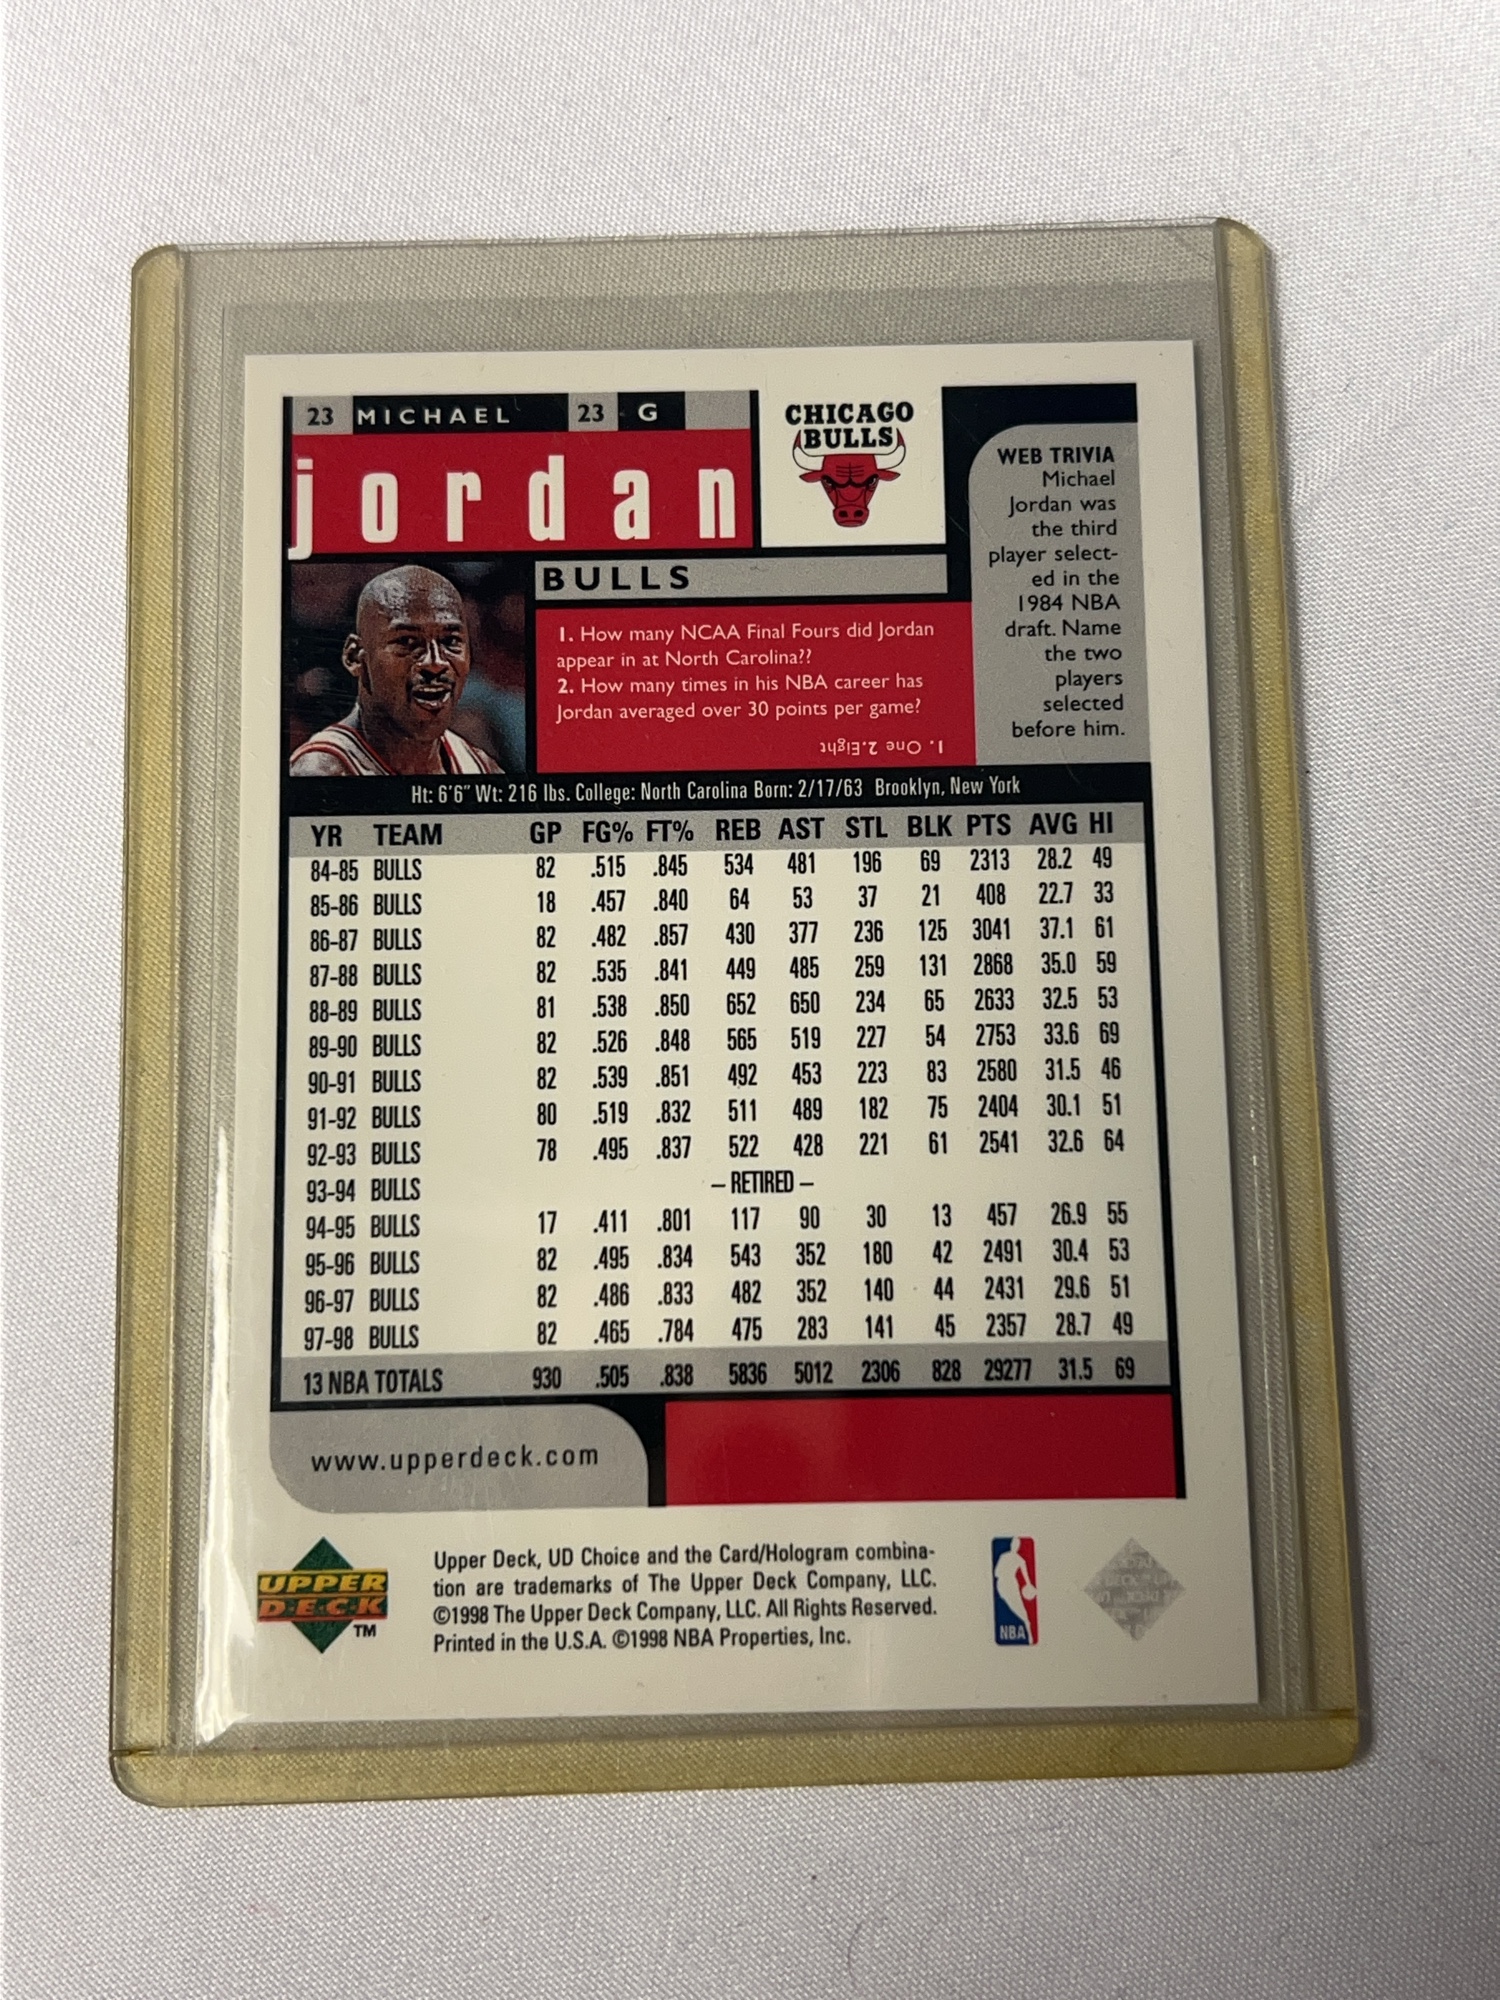 23 MICHAEL 23 G
jordan
CHICAGO
BULLS
BULLS
1. How many NCAA Final Fours did Jordan
appear in at North Carolina??
2. How many times in his NBA career has
Jordan averaged over 30 points per game?
1. One 2.Eight
WEB TRIVIA
Michael
Jordan was
the third
player select-
ed in the
1984 NBA
draft. Name
the two
players
selected
before him.
Ht: 6'6" Wt: 216 lbs. College: North Carolina Born: 2/17/63 Brooklyn, New York
YR TEAM GP FG% FT% REB AST STL BLK PTS AVG HI
84-85 BULLS 82 .515 .845 534 481 196 69 2313 28.2 49
85-86 BULLS 18 .457 .840 64 53 37 21 408 22.7 33
86-87 BULLS 82 .482 .857 430 377 236 125 3041 37.1 61
87-88 BULLS 82 .535 .841 449 485 259 131 2868 35.0 59
88-89 BULLS 81 .538 .850 652 650 234 65 2633 32.5 53
89-90 BULLS 82 .526 .848 565 519 227 54 2753 33.6 69
90-91 BULLS 82 .539 .851 492 453 223 83 2580 31.5 46
91-92 BULLS 80 .519 .832 511 489 182 75 2404 30.1 51
92-93 BULLS 78 .495 .837 522 428 221 61 2541 32.6 64
93-94 BULLS – RETIRED –
94-95 BULLS 17 .411 .801 117 90 30 13 457 26.9 55
95-96 BULLS 82 .495 .834 543 352 180 42 2491 30.4 53
96-97 BULLS 82 .486 .833 482 352 140 44 2431 29.6 51
97-98 BULLS 82 .465 .784 475 283 141 45 2357 28.7 49
13 NBA TOTALS 930 .505 .838 5836 5012 2306 828 29277 31.5 69
www.upperdeck.com
UPPER
D·E·C·K
TM
Upper Deck, UD Choice and the Card/Hologram combina-
tion are trademarks of The Upper Deck Company, LLC.
©1998 The Upper Deck Company, LLC. All Rights Reserved.
Printed in the U.S.A. ©1998 NBA Properties, Inc.
NBA